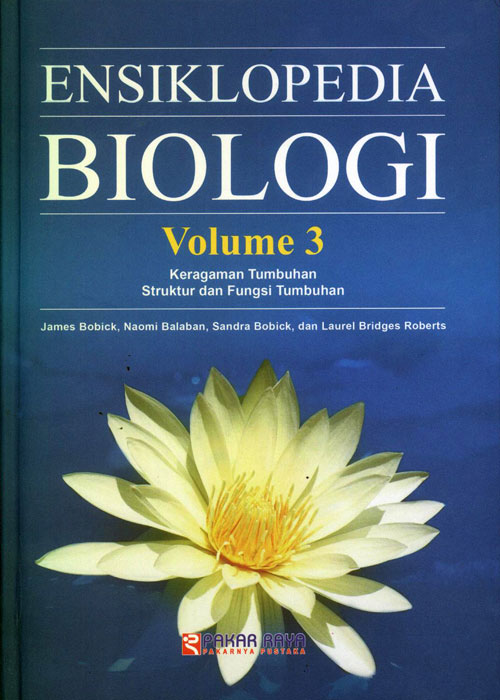 ENSIKLOPEDIA
BIOLOGI
Volume 3
Keragaman Tumbuhan
Struktur dan Fungsi Tumbuhan
James Bobick, Naomi Balaban, Sandra Bobick, dan Laurel Bridges Roberts
PAKAR RAYA
PAKARNYA PUSTAKA